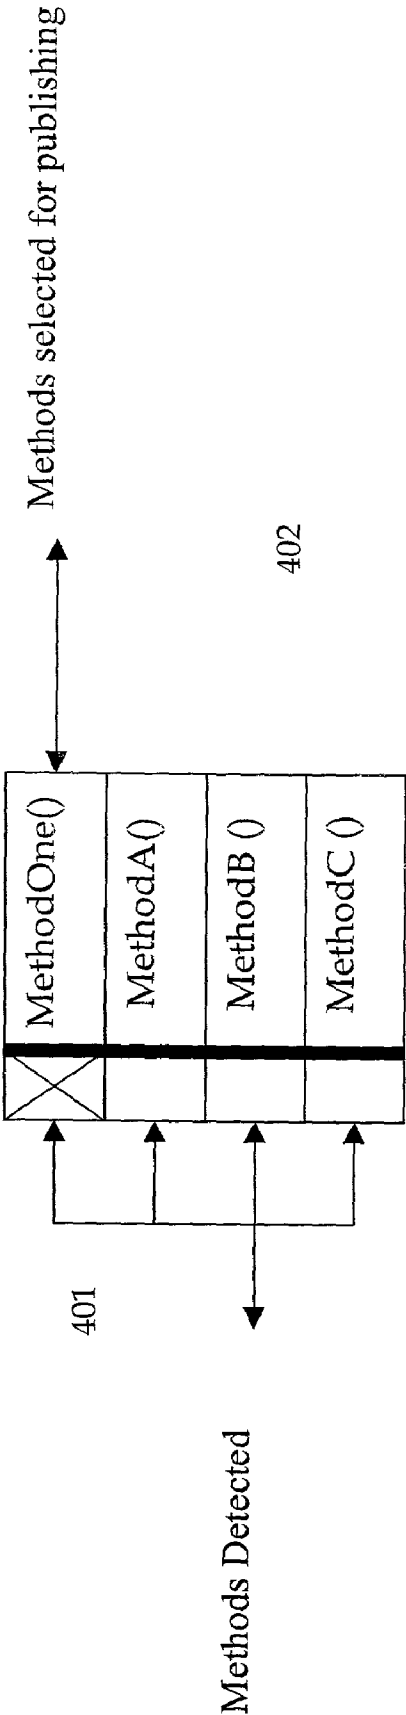 Methods Detected
401
MethodOne()
MethodA()
MethodB ()
MethodC ()
Methods selected for publishing
402